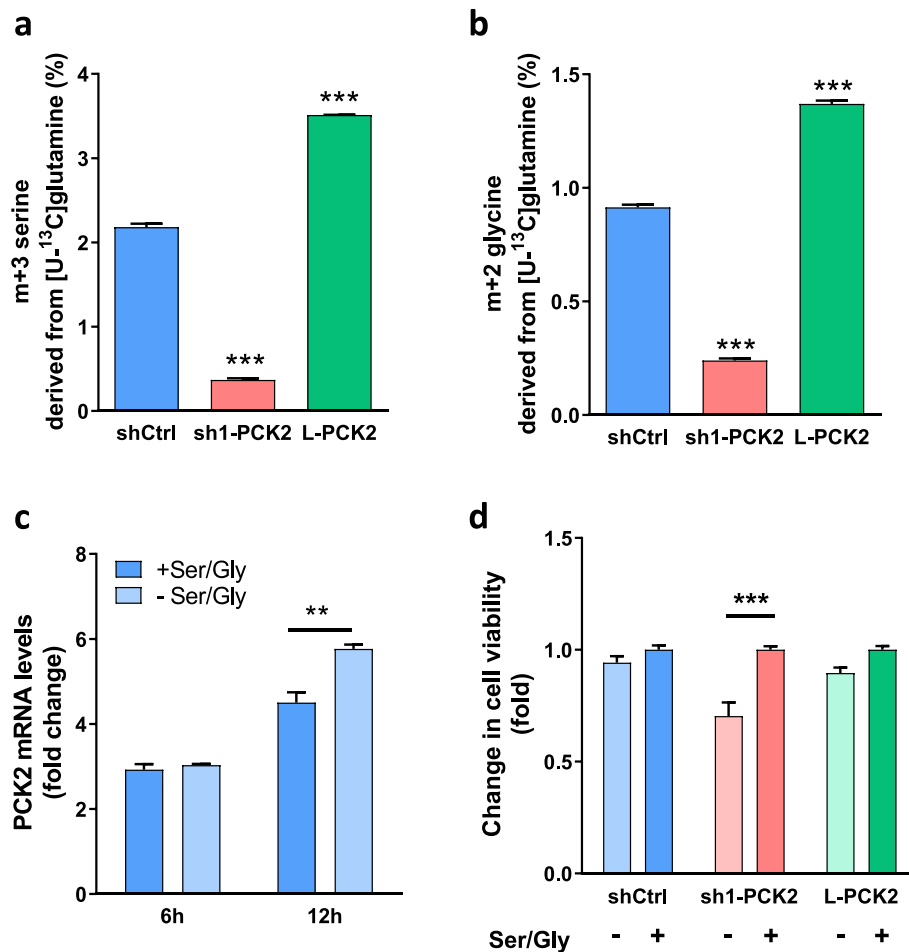 a
m+3 serine
derived from [U-¹³C]glutamine (%)
4
3
2
1
0
***
***
shCtrl
sh1-PCK2
L-PCK2
b
m+2 glycine
derived from [U-¹³C]glutamine (%)
1.5
1.0
0.5
0.0
***
***
shCtrl
sh1-PCK2
L-PCK2
c
PCK2 mRNA levels
(fold change)
8
6
4
2
0
+Ser/Gly
- Ser/Gly
**
6h
12h
d
Change in cell viability
(fold)
1.5
1.0
0.5
0.0
***
shCtrl
sh1-PCK2
L-PCK2
Ser/Gly - + - + - +